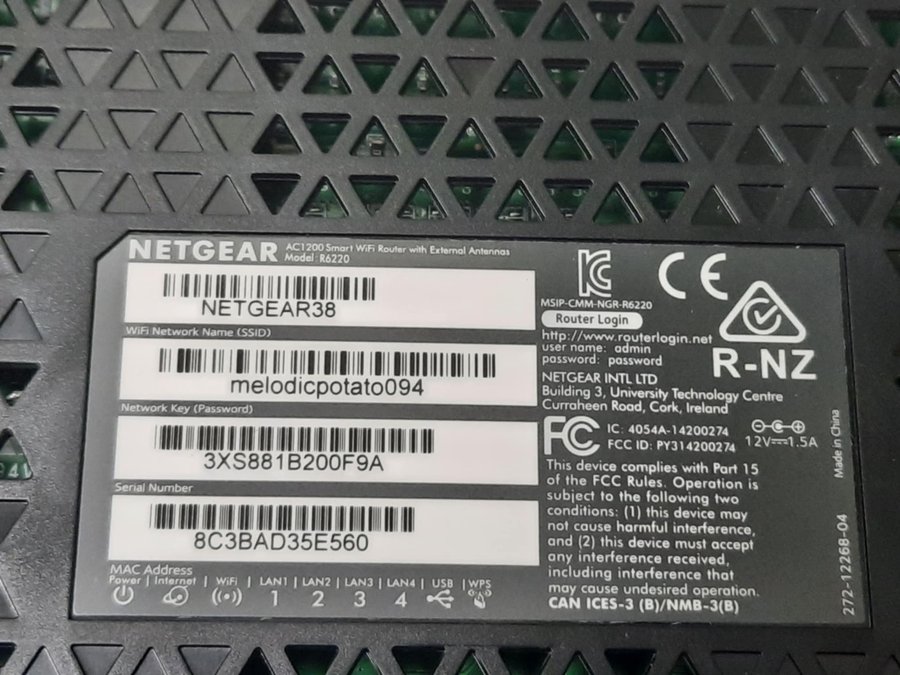 NETGEAR AC1200 Smart WiFi Router with External Antennas
Model: R6220
NETGEAR38
WiFi Network Name (SSID)
melodicpotato094
Network Key (Password)
3XS881B200F9A
Serial Number
8C3BAD35E560
MAC Address
Power | Internet | WiFi | LAN1 | LAN2 | LAN3 | LAN4 | USB | WPS
1 2 3 4
MSIP-CMM-NGR-R6220
Router Login
http://www.routerlogin.net
user name: admin
password: password
CE
R-NZ
NETGEAR INTL LTD
Building 3, University Technology Centre
Curraheen Road, Cork, Ireland
FC
IC: 4054A-14200274
FCC ID: PY314200274
12V⎓1.5A
This device complies with Part 15
of the FCC Rules. Operation is
subject to the following two
conditions: (1) this device may
not cause harmful interference,
and (2) this device must accept
any interference received,
including interference that
may cause undesired operation.
CAN ICES-3 (B)/NMB-3(B)
Made in China
272-12268-04